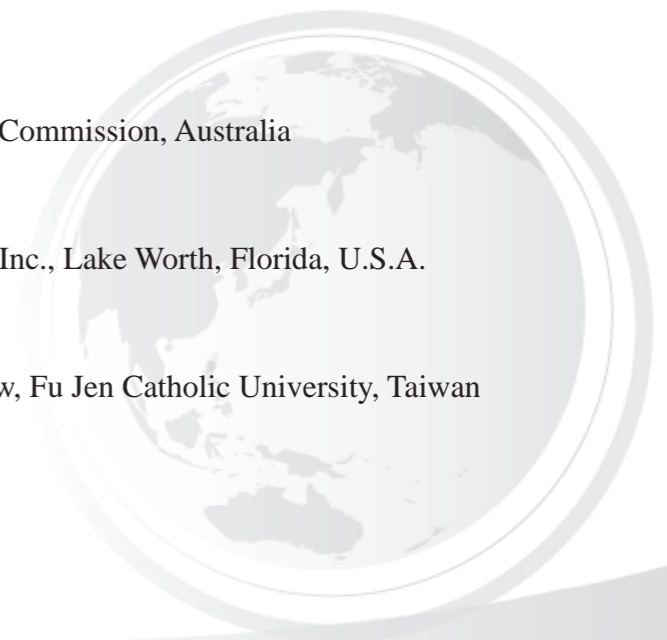 Commission, Australia
Inc., Lake Worth, Florida, U.S.A.
Fu Jen Catholic University, Taiwan